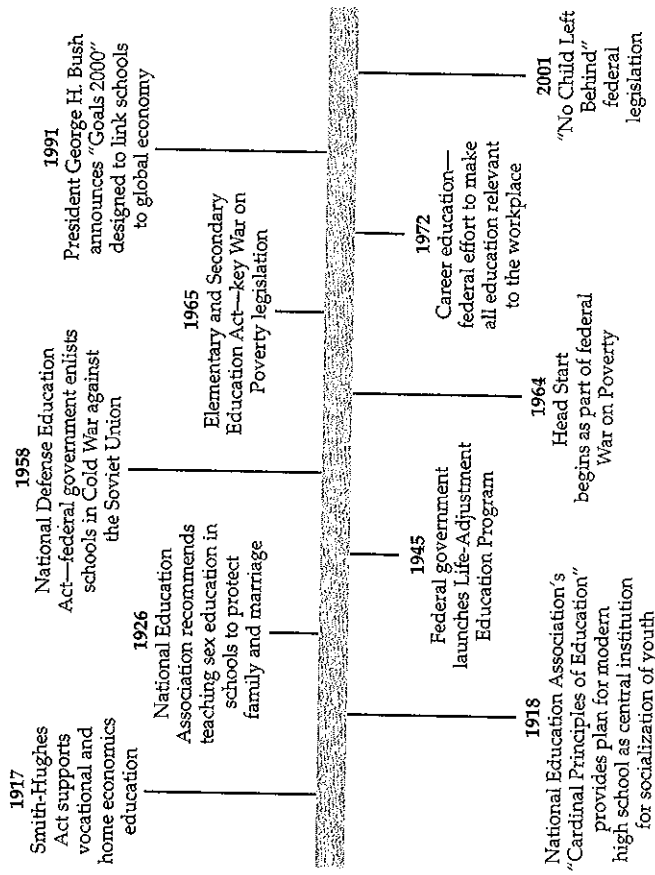 1917
Smith-Hughes
Act supports
vocational and
home economics
education
1926
National Education
Association recommends
teaching sex education in
schools to protect
family and marriage
1958
National Defense Education
Act—federal government enlists
schools in Cold War against
the Soviet Union
1965
Elementary and Secondary
Education Act—key War on
Poverty legislation
1991
President George H. Bush
announces “Goals 2000”
designed to link schools
to global economy
1918
National Education Association's
“Cardinal Principles of Education”
provides plan for modern
high school as central institution
for socialization of youth
1945
Federal government
launches Life-Adjustment
Education Program
1964
Head Start
begins as part of federal
War on Poverty
1972
Career education—
federal effort to make
all education relevant
to the workplace
2001
“No Child Left
Behind”
federal
legislation